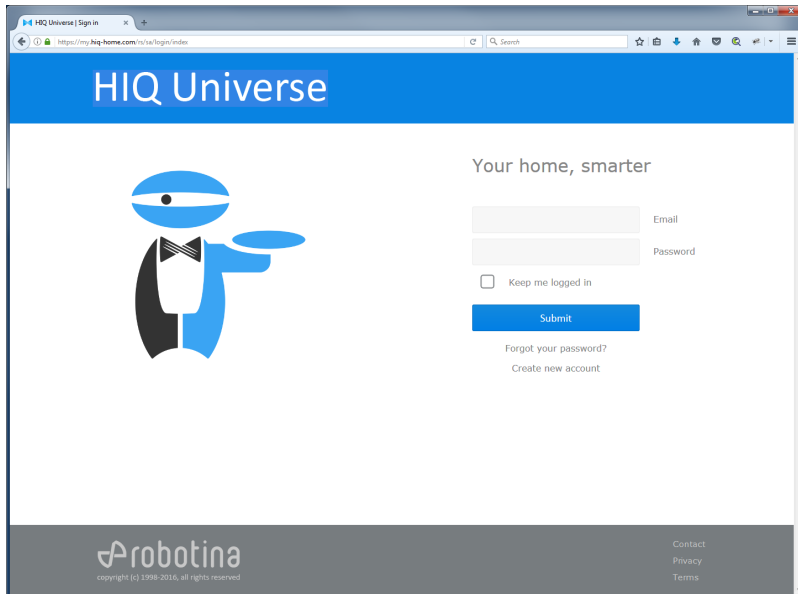 HIQ Universe | Sign in
https://my.hiq-home.com/rs/sa/login/index
Search
HIQ Universe
Your home, smarter
Email
Password
Keep me logged in
Submit
Forgot your password?
Create new account
robotina
copyright (c) 1998-2016, all rights reserved
Contact
Privacy
Terms